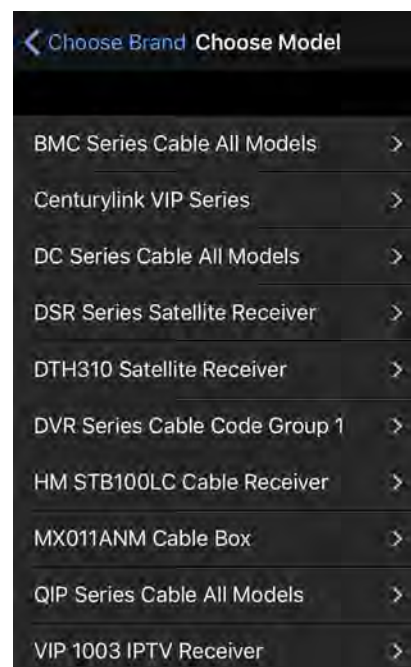 Choose Brand Choose Model
BMC Series Cable All Models
Centurylink VIP Series
DC Series Cable All Models
DSR Series Satellite Receiver
DTH310 Satellite Receiver
DVR Series Cable Code Group 1
HM STB100LC Cable Receiver
MX011ANM Cable Box
QIP Series Cable All Models
VIP 1003 IPTV Receiver